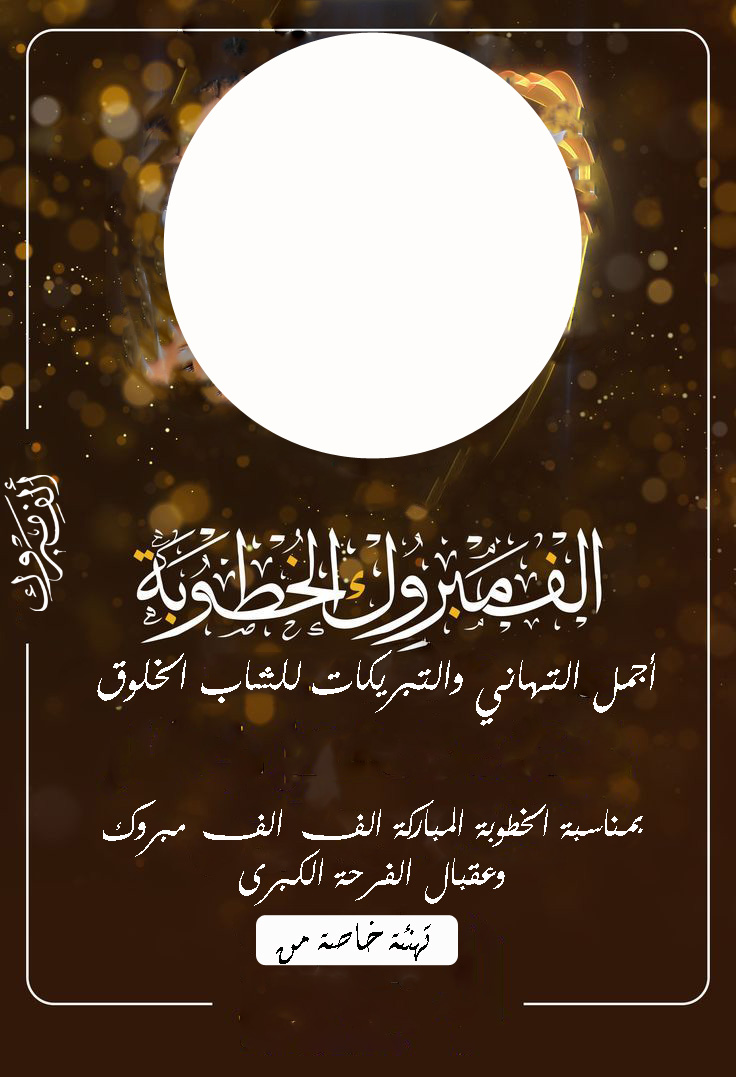 الف مبروك الخطوبة
ألف مبروك
أجمل التهاني والتبريكات للشاب الخلوق
بمناسبة الخطوبة المباركة الف الف مبروك
وعقبال الفرحة الكبرى
تهنئة خاصة من